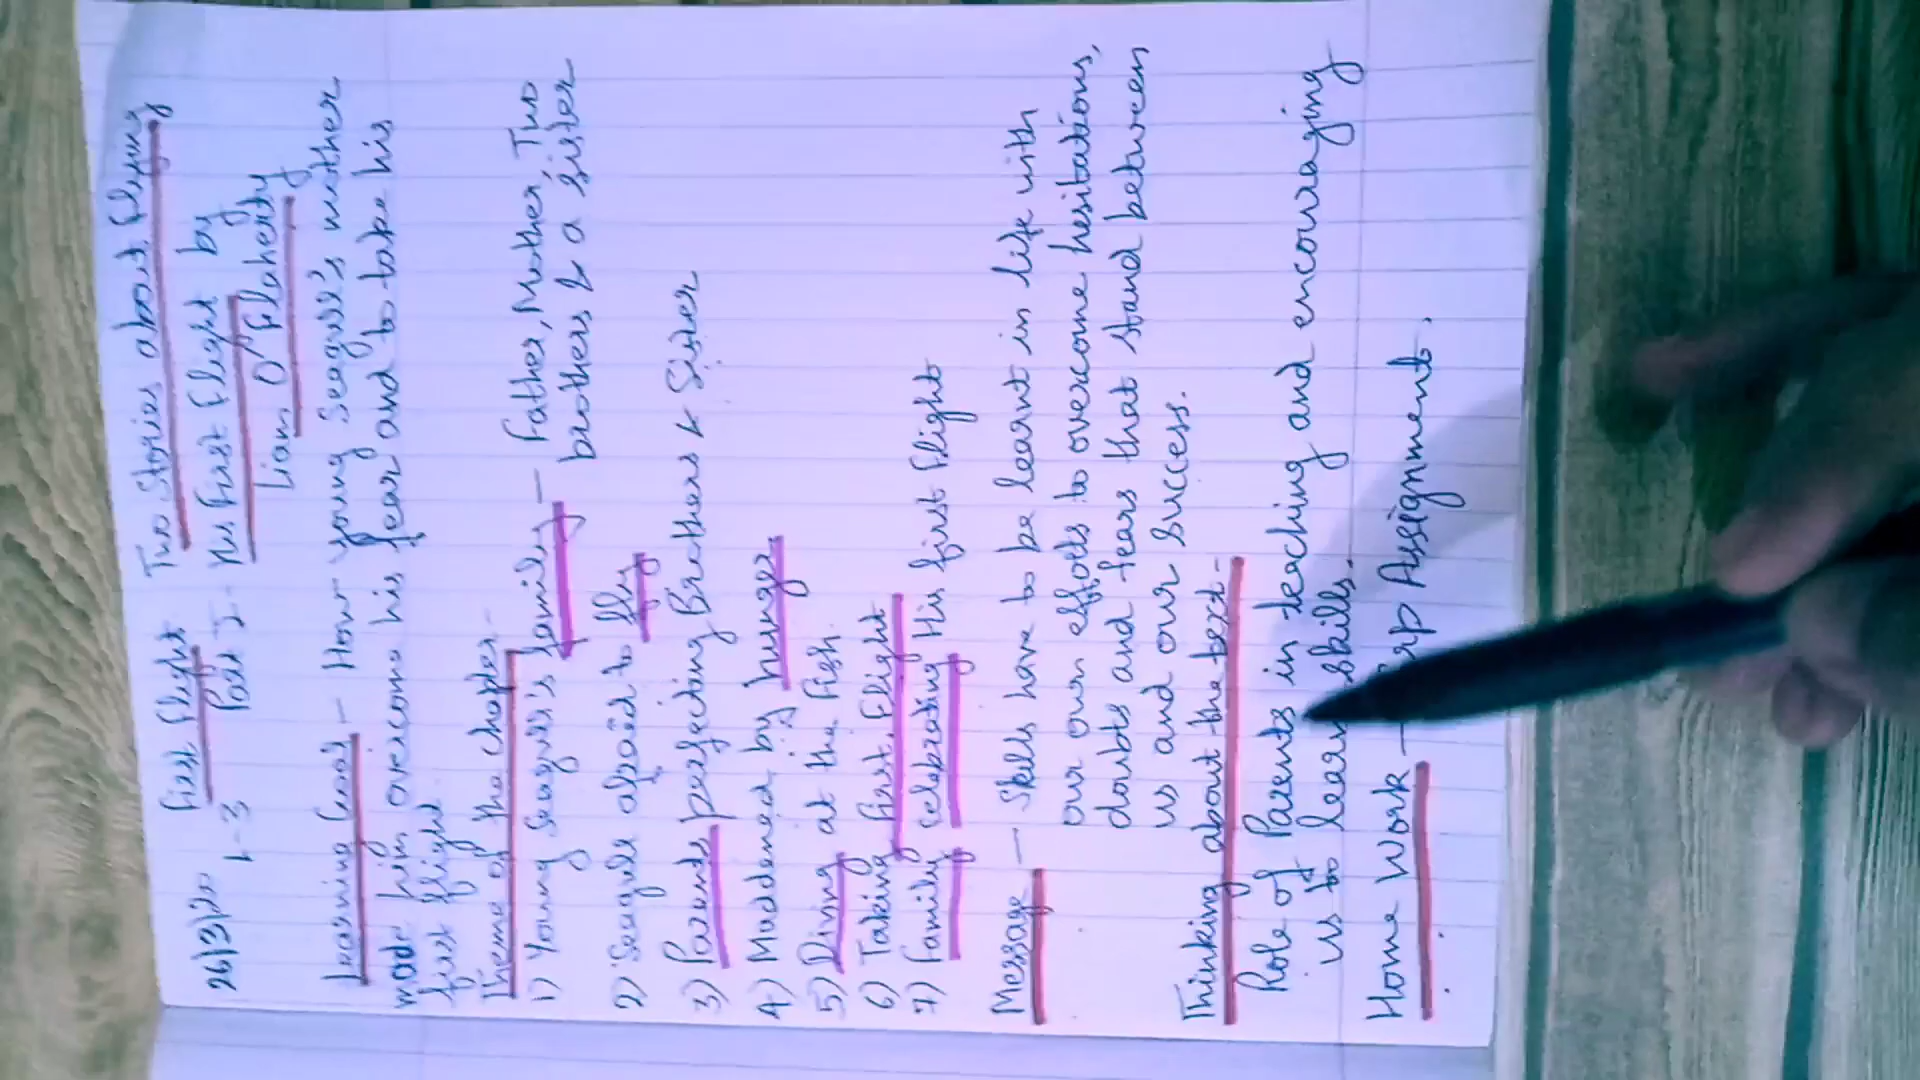 26/3/20 First Flight Two Stories about Flying
L-3 Part I - His First Flight by
Liam O'Flaherty
Learning Goal - How young Seagull's mother
made him overcome his fear and to take his
first flight.
Theme of the chapter-
1) Young Seagull's family - Father, Mother, Two
brothers & a sister
2) Seagull afraid to fly
3) Parents perfecting Brothers & Sister
4) Maddened by hunger
5) Diving at the fish.
6) Taking first Flight
7) Family celebrating His first flight
Message - Skills have to be learnt in life with
our own efforts to overcome hesitations,
doubts and fears that stand between
us and our success.
Thinking about the text-
Role of Parents in teaching and encouraging
us to learn skills.
Home Work - Assignment.